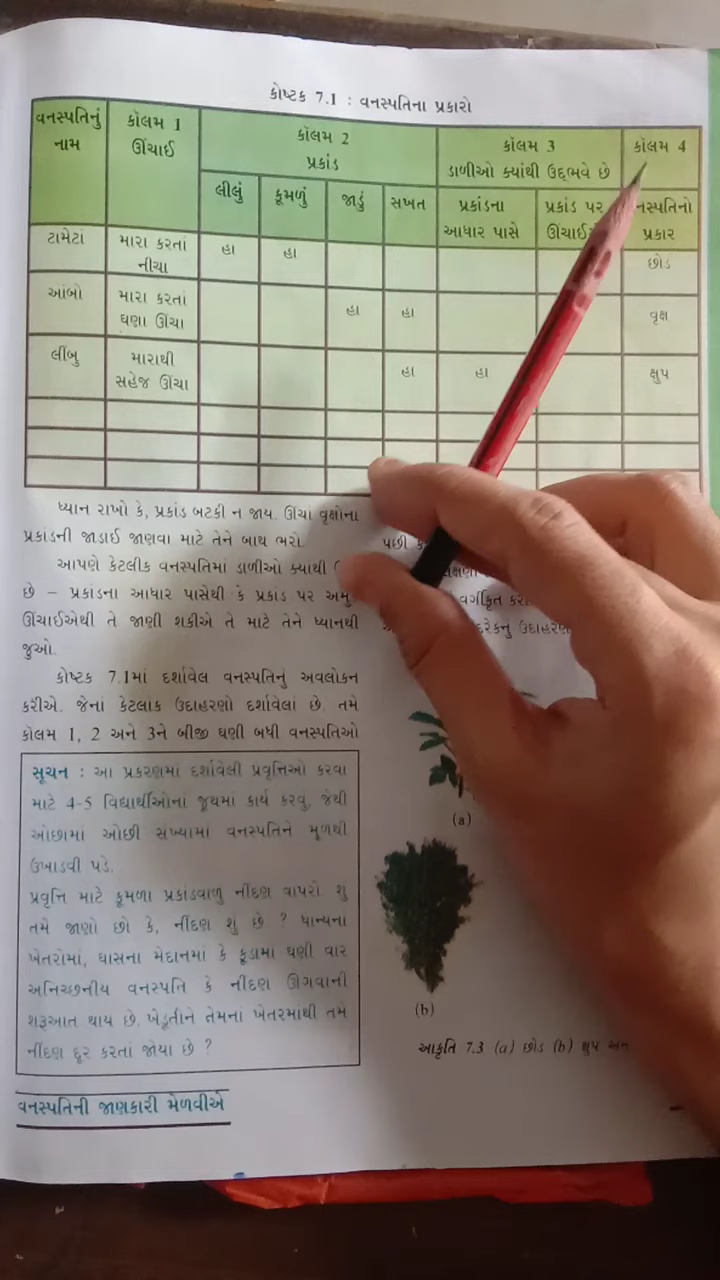 કોષ્ટક 7.1 : વનસ્પતિના પ્રકારો
વનસ્પતિનું નામ
કૉલમ 1 ઊંચાઈ
કૉલમ 2 પ્રકાંડ
કૉલમ 3 ડાળીઓ ક્યાંથી ઉદ્ભવે છે
કૉલમ 4
લીલું કૂમળું જાડું સખત
પ્રકાંડના આધાર પાસે
પ્રકાંડ પર
પ્રકાર
ટામેટાં મારા કરતાં નીચા હા હા છોડ
આંબો મારા કરતાં ઘણા ઊંચા હા હા વૃક્ષ
લીંબુ મારાથી સહેજ ઊંચા હા હા ક્ષુપ
ધ્યાન રાખો કે, પ્રકાંડ બટકી ન જાય. ઊંચાં વૃક્ષોના
પ્રકાંડની જાડાઈ જાણવા માટે તેને બાથ ભરો.
આપણે કેટલીક વનસ્પતિમાં ડાળીઓ ક્યાંથી
છે – પ્રકાંડના આધાર પાસેથી કે પ્રકાંડ પર
ઊંચાઈએથી તે જાણી શકીએ તે માટે તેને ધ્યાનથી
જુઓ.
કોષ્ટક 7.1માં દર્શાવેલ વનસ્પતિનું અવલોકન
કરીએ. જેનાં કેટલાંક ઉદાહરણો દર્શાવેલાં છે. તમે
કોલમ 1, 2 અને 3ને બીજી ઘણી બધી વનસ્પતિઓ
પછી
વર્ગીકૃત
ઉદાહરણ
સૂચન : આ પ્રકરણમાં દર્શાવેલી પ્રવૃત્તિઓ કરવા
માટે 4-5 વિદ્યાર્થીઓનાં જૂથમાં કાર્ય કરવું, જેથી
ઓછામાં ઓછી સંખ્યામાં વનસ્પતિને મૂળથી
ઉખાડવી પડે.
પ્રવૃત્તિ માટે કૂમળા પ્રકાંડવાળું નીંદણ વાપરો. શું
તમે જાણો છો કે, નીંદણ શું છે ? ધાન્યના
ખેતરોમાં, ઘાસના મેદાનમાં કે કૂંડામાં ઘણી વાર
અનિચ્છનીય વનસ્પતિ કે નીંદણ ઊગવાની
શરૂઆત થાય છે. ખેડૂતોને તેમનાં ખેતરમાંથી તમે
નીંદણ દૂર કરતાં જોયા છે ?
(a)
(b)
આકૃતિ 7.3 (a) છોડ (b) ક્ષુપ અને
વનસ્પતિની જાણકારી મેળવીએ